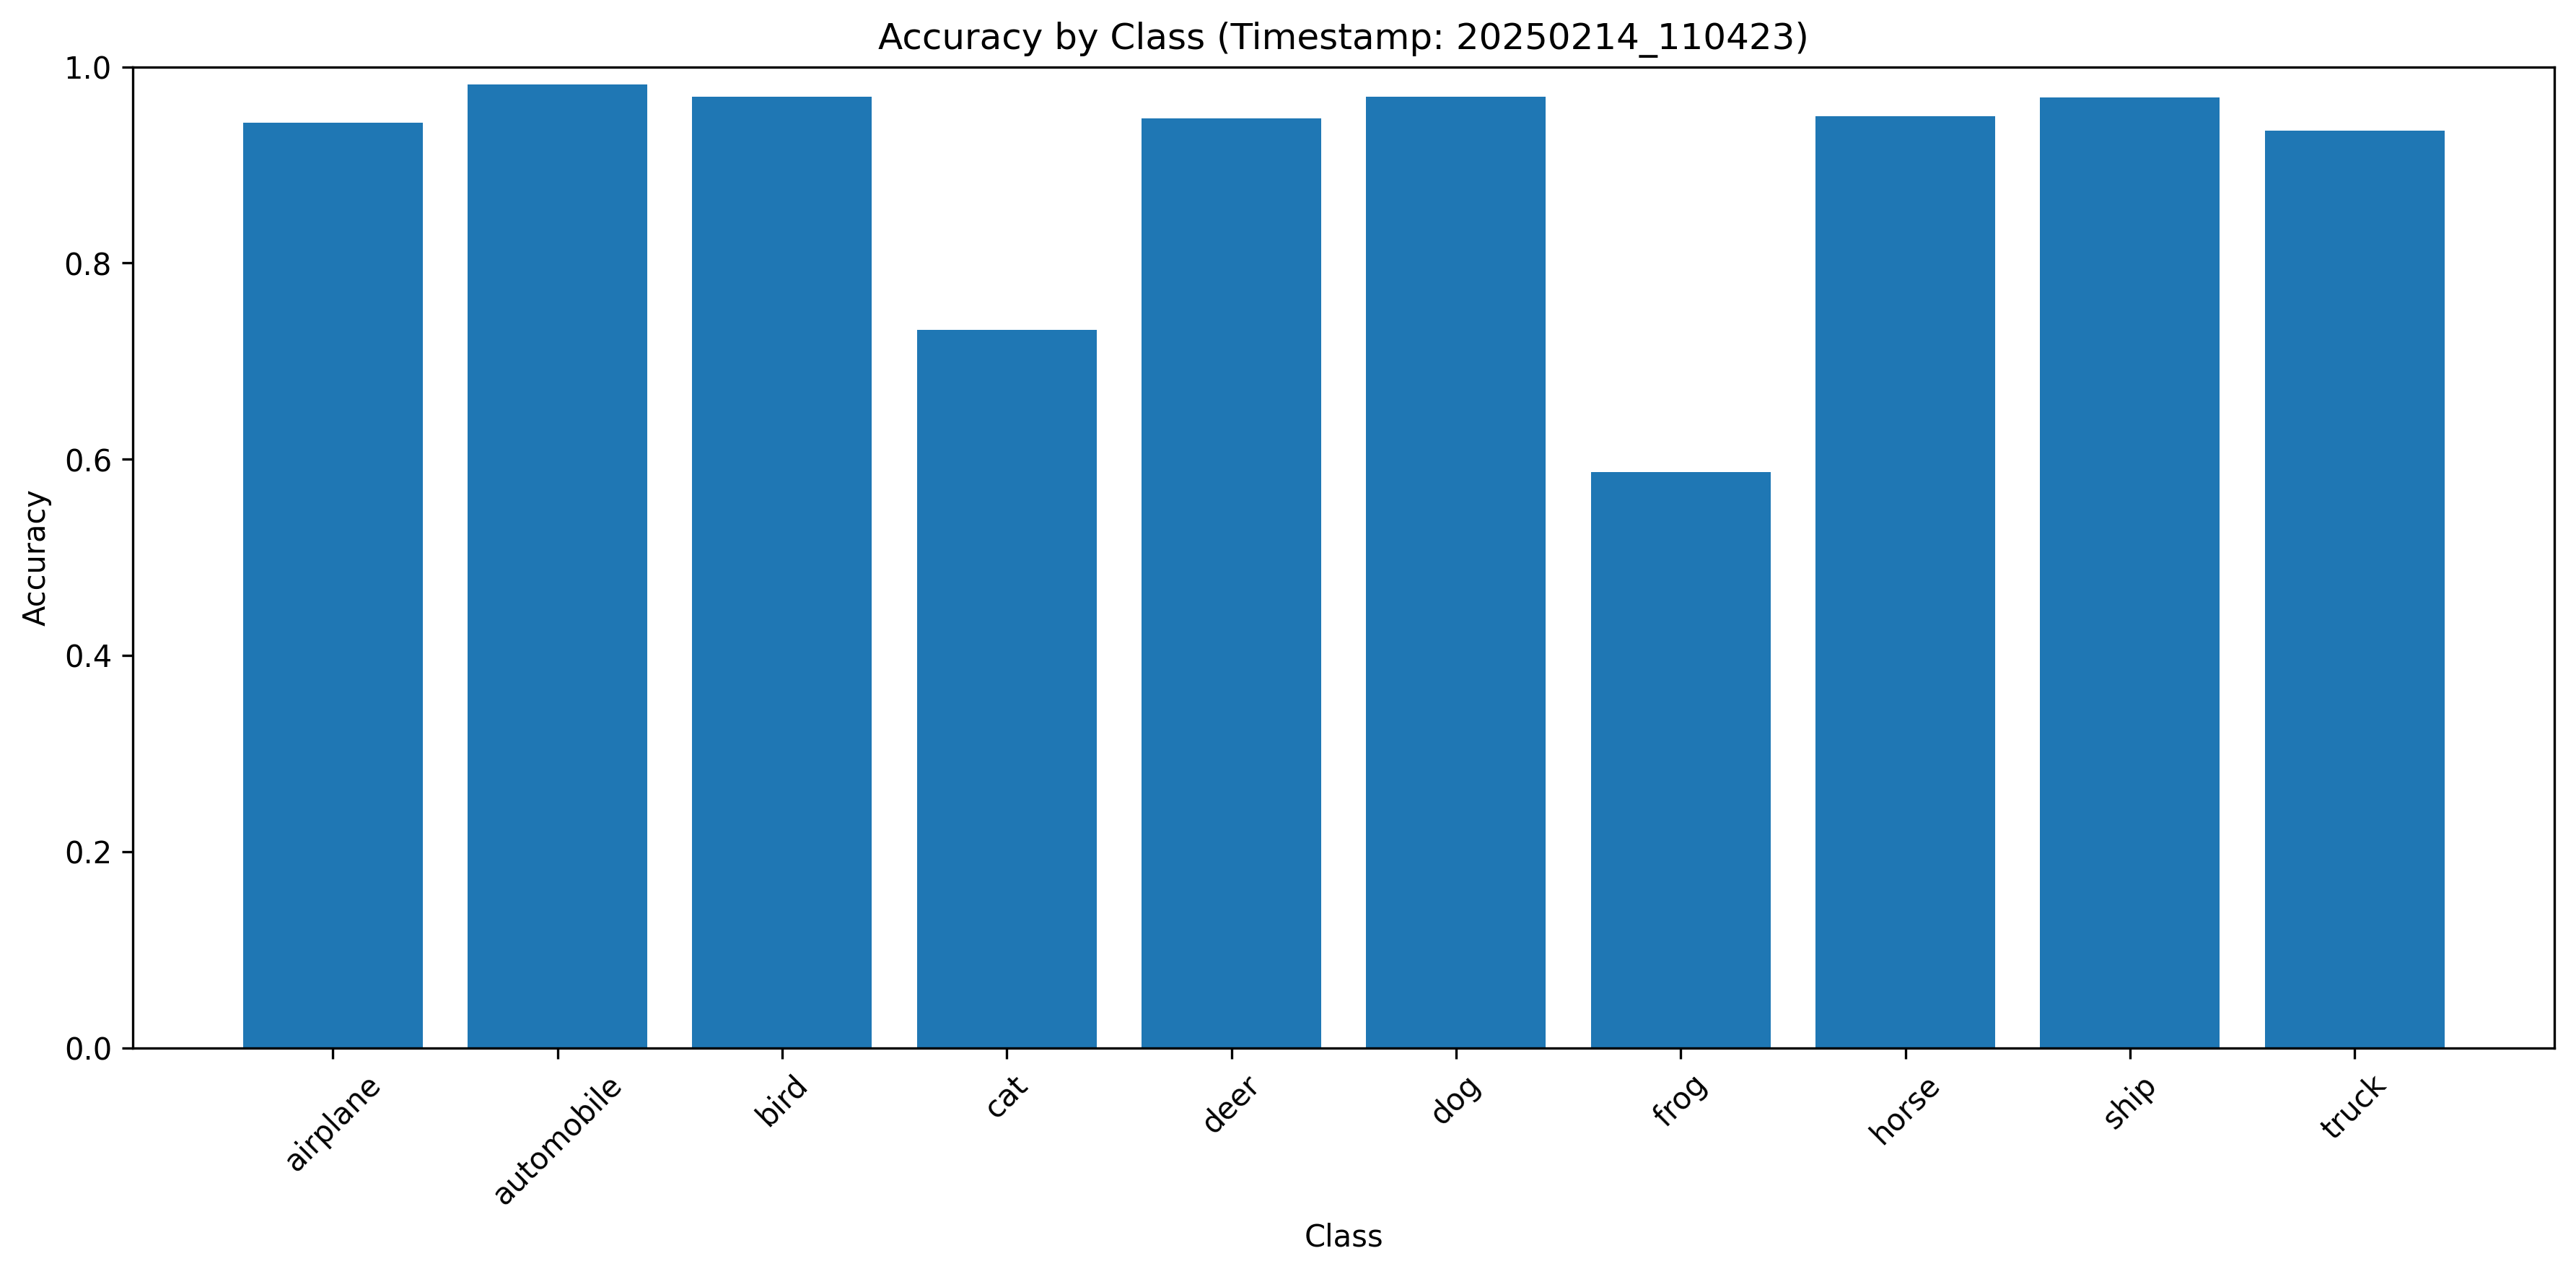 Accuracy by Class (Timestamp: 20250214_110423)
1.0
0.8
0.6
0.4
0.2
0.0
Accuracy
airplane
automobile
bird
cat
deer
dog
frog
horse
ship
truck
Class